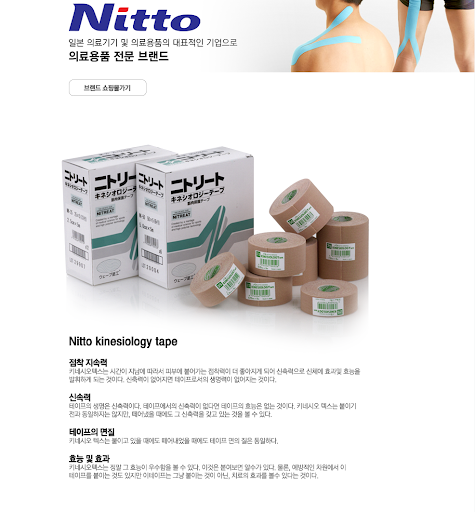 Nitto
일본 의료기기 및 의료용품의 대표적인 기업으로
의료용품 전문 브랜드
브랜드 쇼핑몰가기
ニトリート
キネシオロジーテープ
NITREAT
ニトリート
キネシオロジーテープ
NITREAT
Nitto kinesiology tape
접착 지속력
키네시오텍스는 시간이 지남에 따라서 피부에 붙어가는 접착력이 더 좋아지게 되어 신축력으로 신체에 효과및 효능을
발휘하게 되는 것이다. 신축력이 없어지면 테이프로서의 생명력이 없어지는 것이다.
신속력
테이프의 생명은 신축력이다. 테이프에서의 신축력이 없다면 테이프의 효능은 없는 것이다. 키네시오 텍스는 붙이기
전과 동일하지는 않지만, 떼어냈을 때에도 그 신축력을 갖고 있는 것을 볼 수 있다.
테이프의 면질
키네시오 텍스는 붙이고 있을 때에도 떼어내었을 때에도 테이프 면의 질은 동일하다.
효능 및 효과
키네시오텍스는 정말 그 효능이 우수함을 볼 수 있다. 이것은 붙여보면 알수가 있다. 물론, 예방적인 차원에서 이
테이프를 붙이는 것도 있지만 이테이프는 그냥 붙이는 것이 아닌, 치료의 효과를 볼수 있다는 것이다.